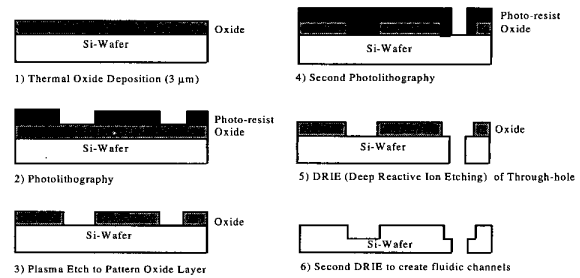 Oxide
Si-Wafer
1) Thermal Oxide Deposition (3 μm)
Photo-resist
Oxide
Si-Wafer
2) Photolithography
Oxide
Si-Wafer
3) Plasma Etch to Pattern Oxide Layer
Photo-resist
Oxide
Si-Wafer
4) Second Photolithography
Oxide
Si-Wafer
5) DRIE (Deep Reactive Ion Etching) of Through-hole
Si-Wafer
6) Second DRIE to create fluidic channels